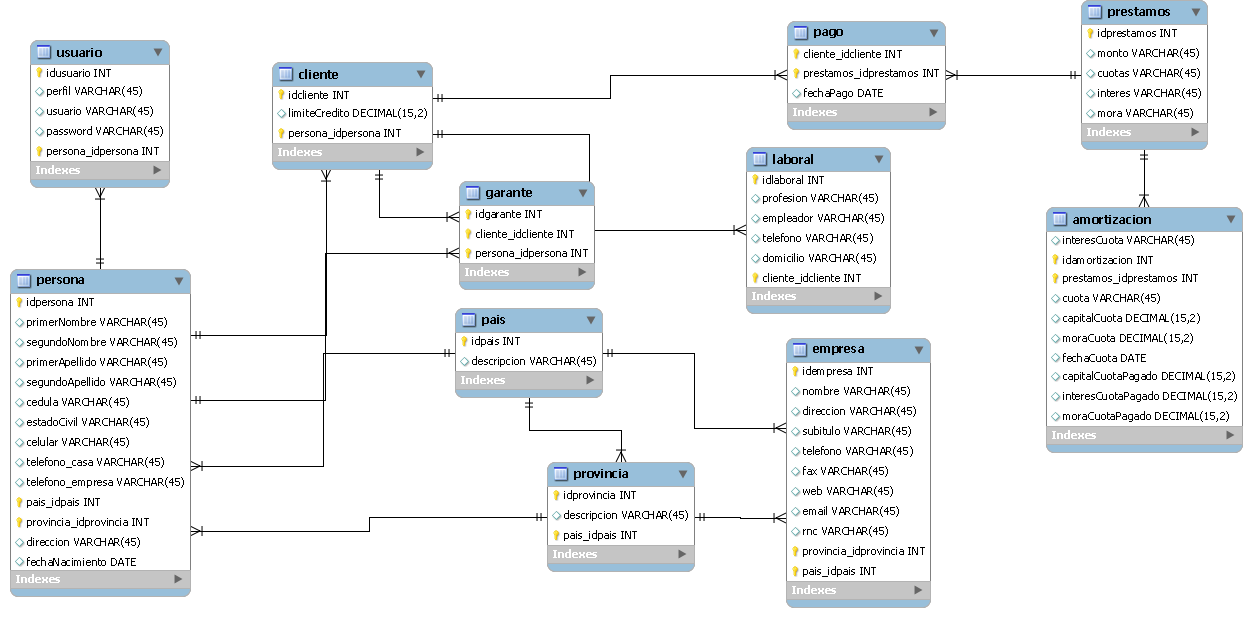 usuario
idusuario INT
perfil VARCHAR(45)
usuario VARCHAR(45)
password VARCHAR(45)
persona_idpersona INT
Indexes
cliente
idcliente INT
limiteCredito DECIMAL(15,2)
persona_idpersona INT
Indexes
pago
cliente_idcliente INT
prestamos_idprestamos INT
fechaPago DATE
Indexes
prestamos
idprestamos INT
monto VARCHAR(45)
cuotas VARCHAR(45)
interes VARCHAR(45)
mora VARCHAR(45)
Indexes
garante
idgarante INT
cliente_idcliente INT
persona_idpersona INT
Indexes
laboral
idlaboral INT
profesion VARCHAR(45)
empleador VARCHAR(45)
telefono VARCHAR(45)
domicilio VARCHAR(45)
cliente_idcliente INT
Indexes
amortizacion
interesCuota VARCHAR(45)
idamortizacion INT
prestamos_idprestamos INT
cuota VARCHAR(45)
capitalCuota DECIMAL(15,2)
moraCuota DECIMAL(15,2)
fechaCuota DATE
capitalCuotaPagado DECIMAL(15,2)
interesCuotaPagado DECIMAL(15,2)
moraCuotaPagado DECIMAL(15,2)
Indexes
persona
idpersona INT
primerNombre VARCHAR(45)
segundoNombre VARCHAR(45)
primerApellido VARCHAR(45)
segundoApellido VARCHAR(45)
cedula VARCHAR(45)
estadoCivil VARCHAR(45)
celular VARCHAR(45)
telefono_casa VARCHAR(45)
telefono_empresa VARCHAR(45)
pais_idpais INT
provincia_idprovincia INT
direccion VARCHAR(45)
fechaNacimiento DATE
Indexes
pais
idpais INT
descripcion VARCHAR(45)
Indexes
provincia
idprovincia INT
descripcion VARCHAR(45)
pais_idpais INT
Indexes
empresa
idempresa INT
nombre VARCHAR(45)
direccion VARCHAR(45)
subitulo VARCHAR(45)
telefono VARCHAR(45)
fax VARCHAR(45)
web VARCHAR(45)
email VARCHAR(45)
rnc VARCHAR(45)
provincia_idprovincia INT
pais_idpais INT
Indexes